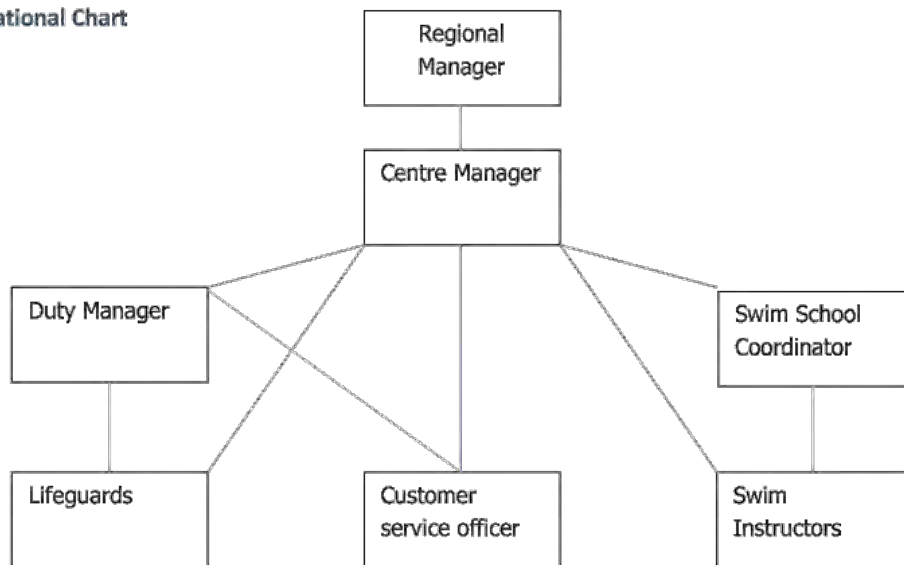 ational Chart
Regional
Manager
Centre Manager
Duty Manager
Swim School
Coordinator
Lifeguards
Customer
service officer
Swim
Instructors